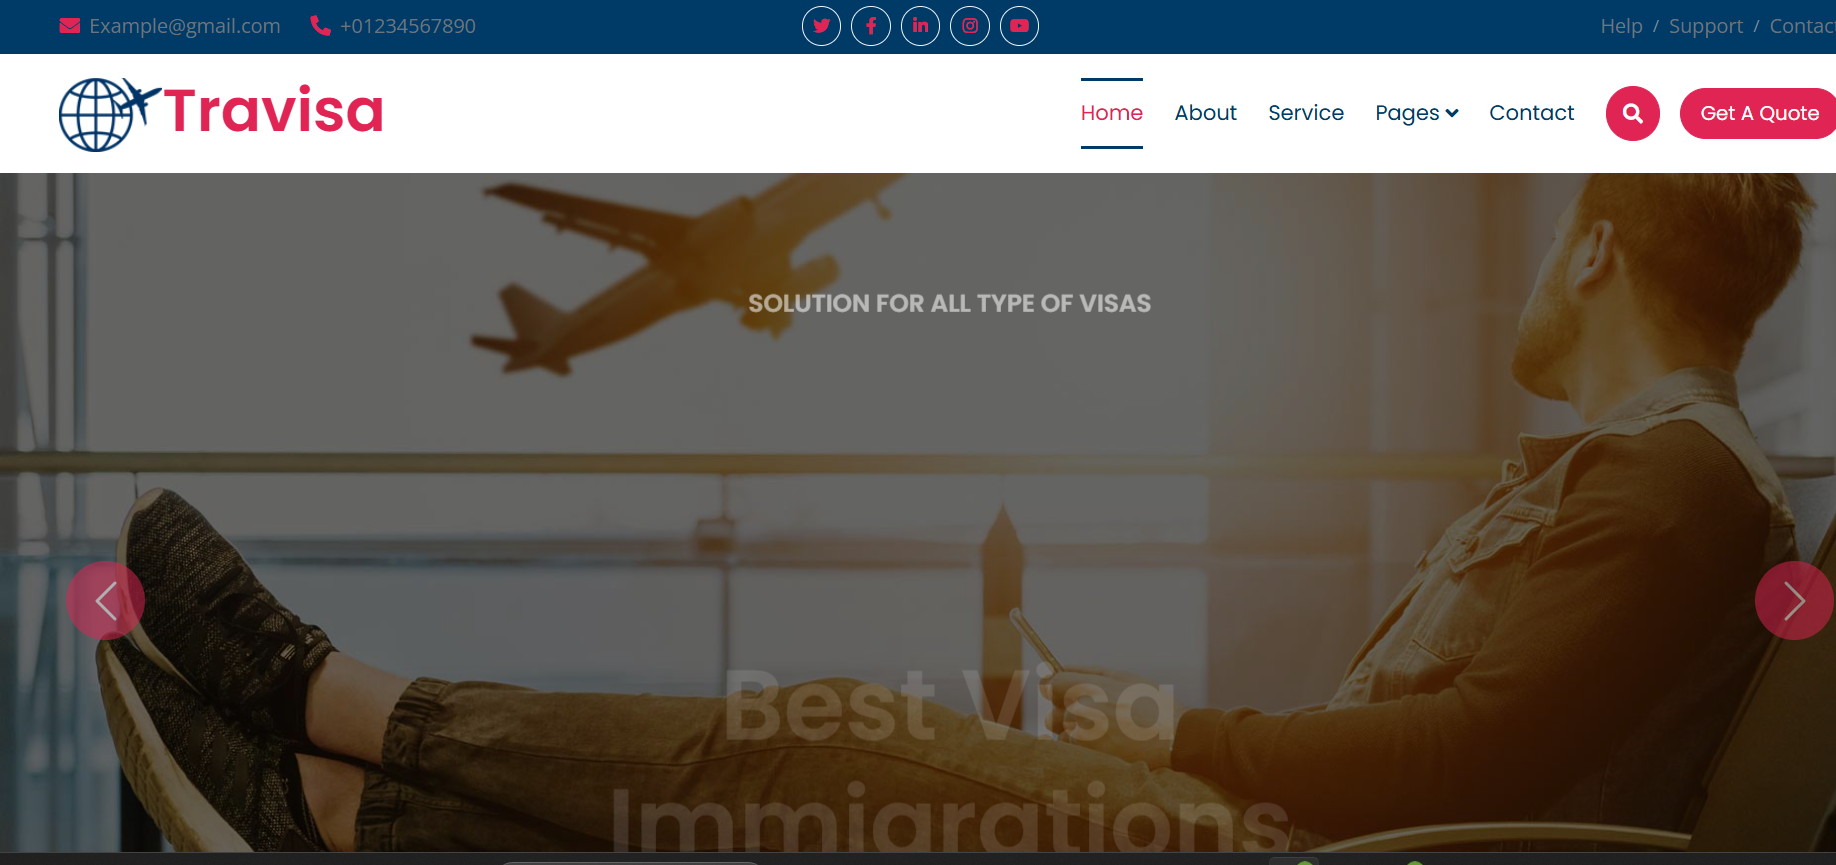 Example@gmail.com +01234567890 Help / Support / Contact
Travisa
Home About Service Pages Contact Get A Quote
SOLUTION FOR ALL TYPE OF VISAS
Best Visa
Immigrations